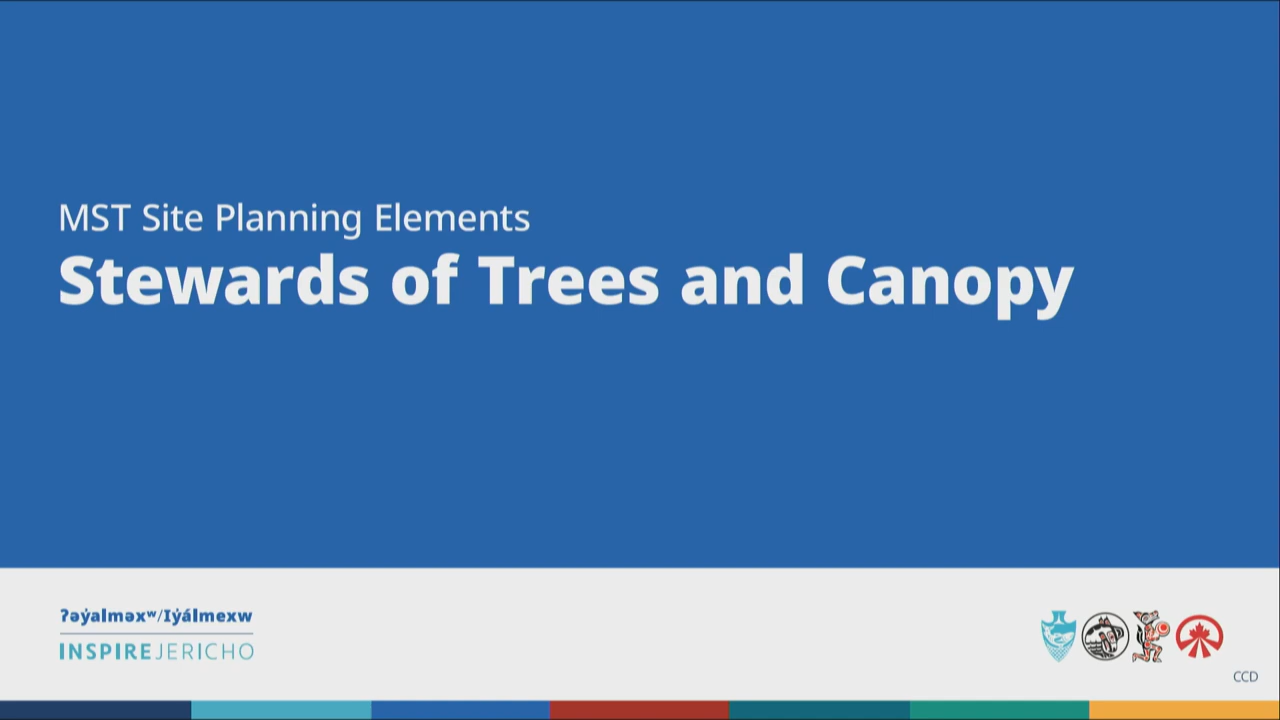 MST Site Planning Elements
Stewards of Trees and Canopy
ʔəy̓alməxʷ/Iy̓álmexw
INSPIREJERICHO
CCD